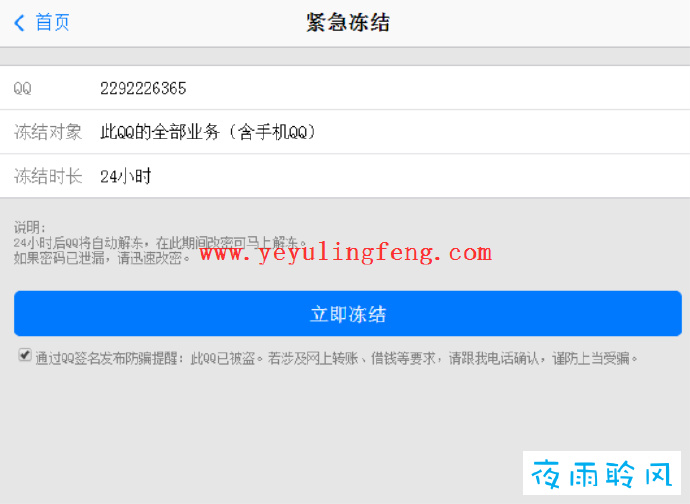 首页
紧急冻结
QQ 2292226365
冻结对象 此QQ的全部业务（含手机QQ）
冻结时长 24小时
说明:
24小时后QQ将自动解冻，在此期间改密可马上解冻。
如果密码已泄漏，请迅速改密。
www.yeyulingfeng.com
立即冻结
通过QQ签名发布防骗提醒：此QQ已被盗。若涉及网上转账、借钱等要求，请跟我电话确认，谨防上当受骗。
夜雨聆风